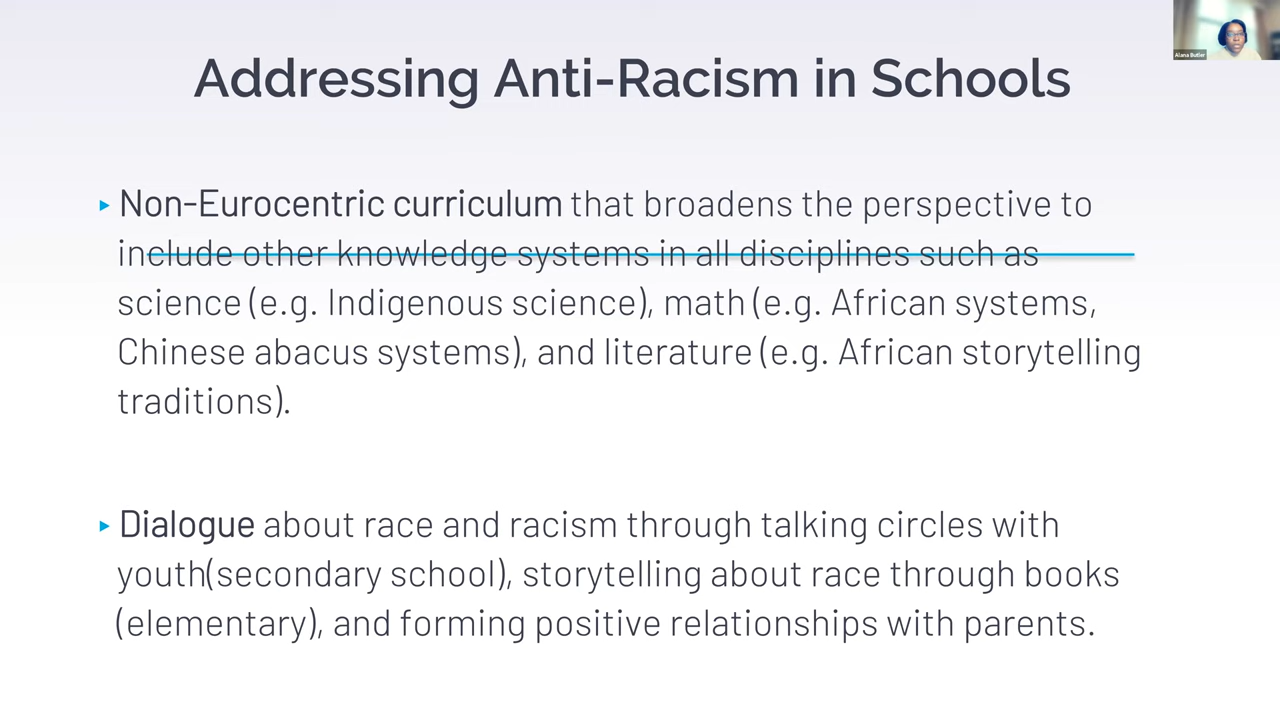 Alana Butler
Addressing Anti-Racism in Schools
Non-Eurocentric curriculum that broadens the perspective to
include other knowledge systems in all disciplines such as
science (e.g. Indigenous science), math (e.g. African systems,
Chinese abacus systems), and literature (e.g. African storytelling
traditions).
Dialogue about race and racism through talking circles with
youth(secondary school), storytelling about race through books
(elementary), and forming positive relationships with parents.